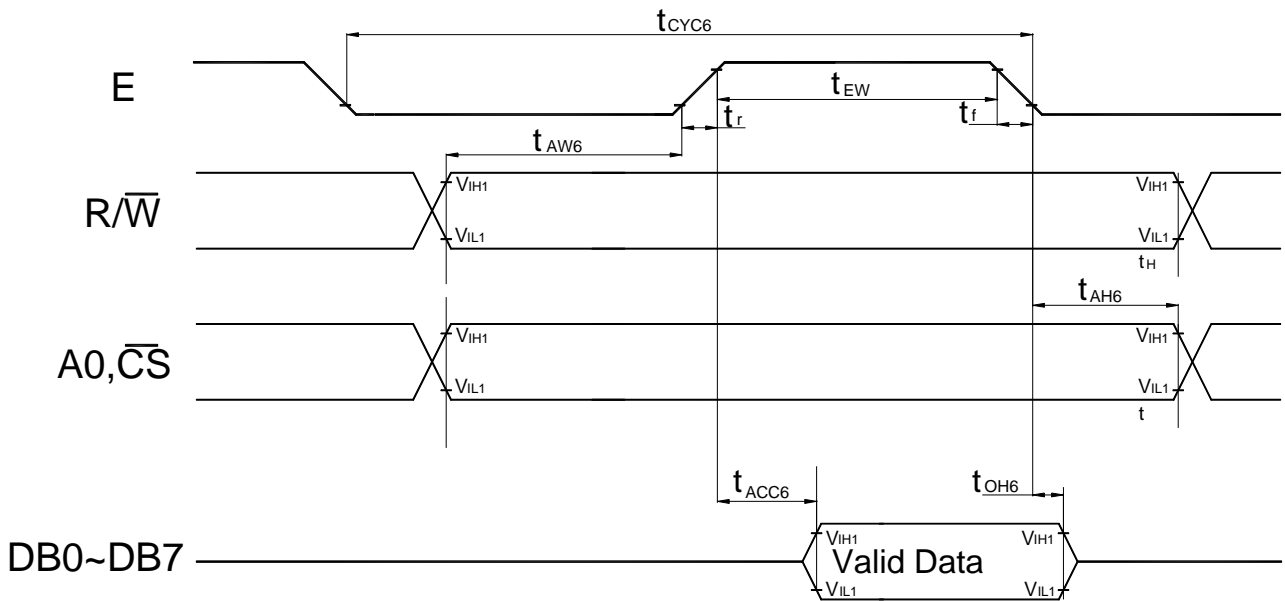 tCYC6
E
tEW
tr
tf
tAW6
R/W̅
VIH1
VIH1
VIL1
VIL1
tH
tAH6
A0,C̅S̅
VIH1
VIH1
VIL1
VIL1
t
tACC6
tOH6
DB0~DB7
VIH1
Valid Data
VIH1
VIL1
VIL1